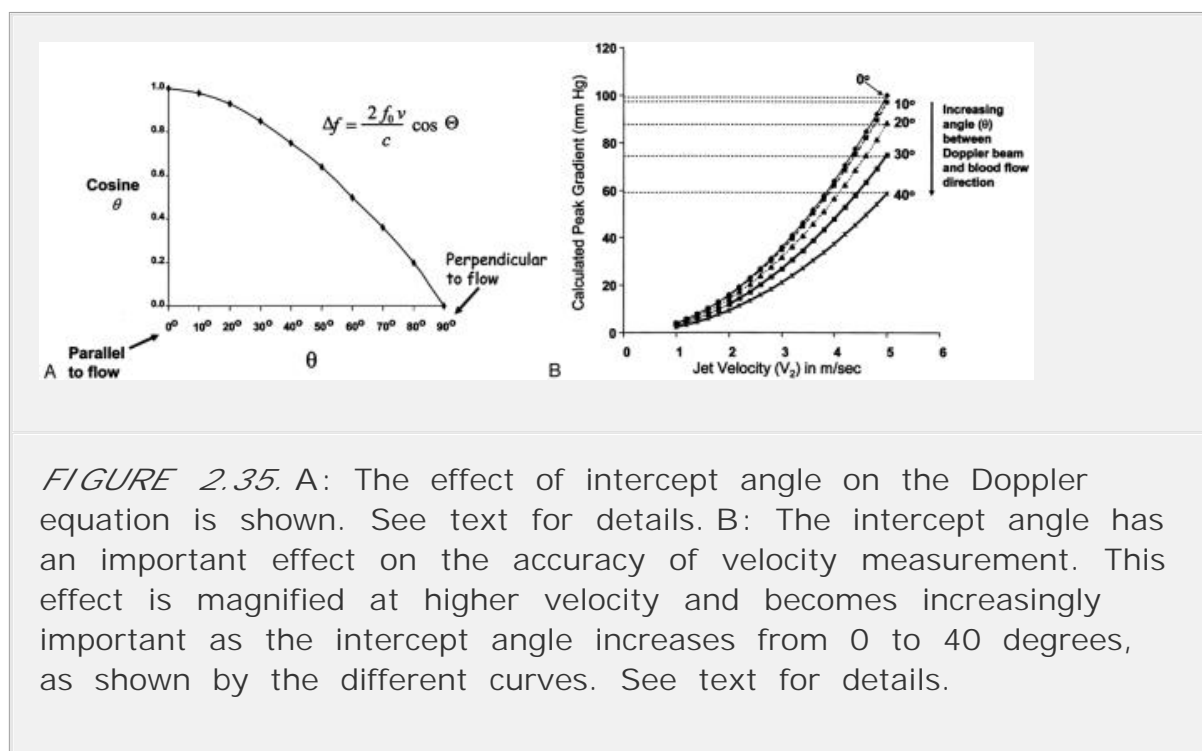 1.0
0.8
0.6
0.4
0.2
0.0
Cosine
θ
Δf = 2 f₀ v / c cos Θ
Perpendicular
to flow
0° 10° 20° 30° 40° 50° 60° 70° 80° 90°
Parallel
to flow
θ
A
120
100
80
60
40
20
0
Calculated Peak Gradient (mm Hg)
0°
10°
20°
30°
40°
Increasing
angle (θ)
between
Doppler beam
and blood flow
direction
0 1 2 3 4 5 6
Jet Velocity (V₂) in m/sec
B
FIGURE 2.35. A: The effect of intercept angle on the Doppler
equation is shown. See text for details. B: The intercept angle has
an important effect on the accuracy of velocity measurement. This
effect is magnified at higher velocity and becomes increasingly
important as the intercept angle increases from 0 to 40 degrees,
as shown by the different curves. See text for details.